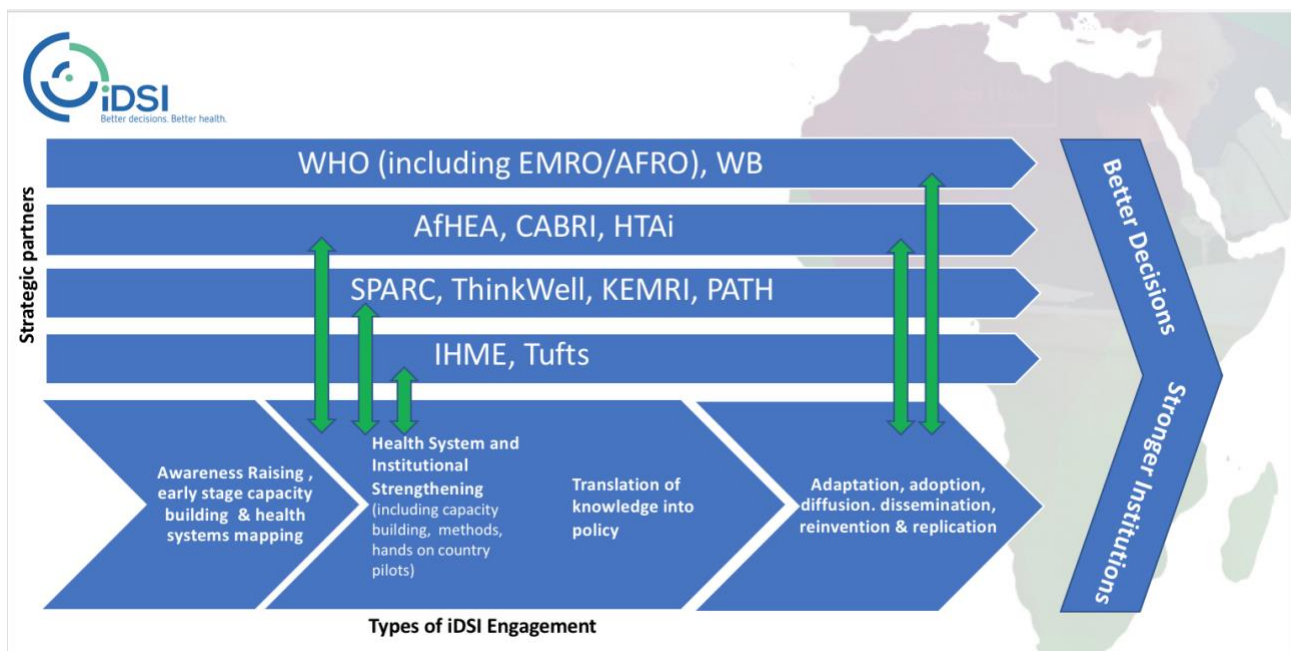 iDSI
Better decisions. Better health.
Strategic partners
WHO (including EMRO/AFRO), WB
AfHEA, CABRI, HTAi
SPARC, ThinkWell, KEMRI, PATH
IHME, Tufts
Awareness Raising ,
early stage capacity
building & health
systems mapping
Health System and
Institutional
Strengthening
(including capacity
building, methods,
hands on country
pilots)
Translation of
knowledge into
policy
Adaptation, adoption,
diffusion. dissemination,
reinvention & replication
Better Decisions
Stronger Institutions
Types of iDSI Engagement